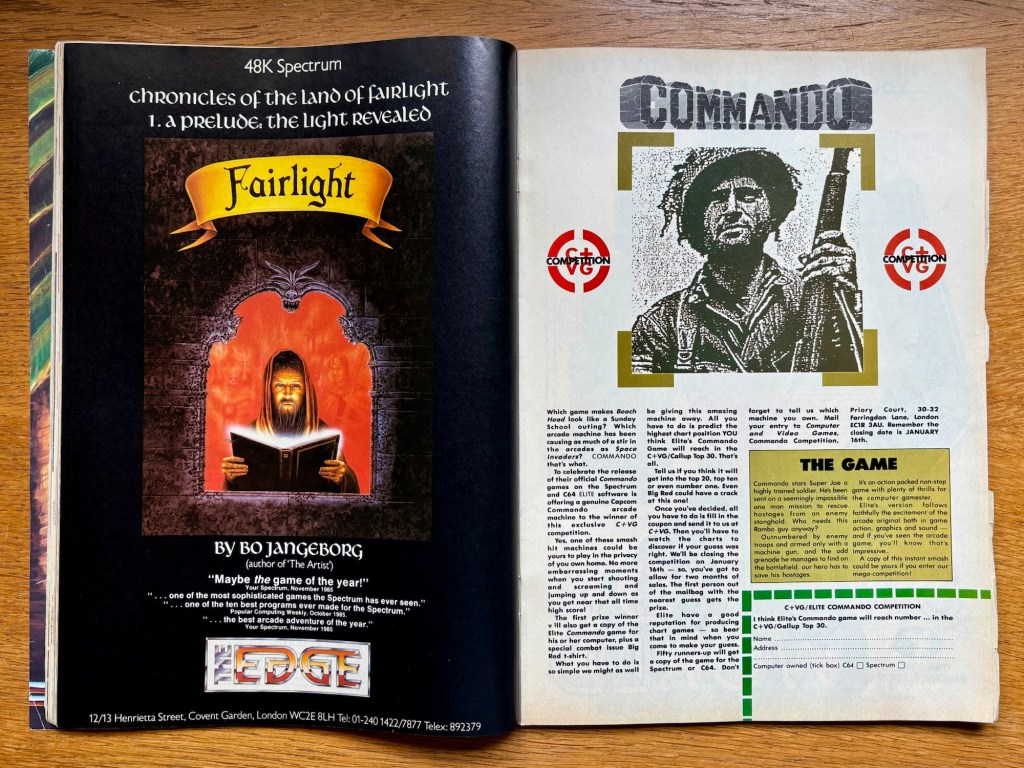 48K Spectrum
chronicles of the land of fairlight
1. a prelude: the light revealed
Fairlight
by bo jangeborg
(author of 'The Artist')
"Maybe the game of the year!"
Your Spectrum, November 1985
". . . one of the most sophisticated games the Spectrum has ever seen."
". . . one of the ten best programs ever made for the Spectrum."
Popular Computing Weekly, October 1985.
". . . the best arcade adventure of the year."
Your Spectrum, November 1985
THE EDGE
12/13 Henrietta Street, Covent Garden, London WC2E 8LH Tel: 01-240 1422/7877 Telex: 892379
COMMANDO
C+
COMPETITION
VG
C+
COMPETITION
VG
Which game makes Beach
Head look like a Sunday
School outing? Which
arcade machine has been
causing as much of a stir in
the arcades as Space
Invaders? COMMANDO
that's what.
To celebrate the release
of their official Commando
games on the Spectrum
and C64 ELITE software is
offering a genuine Capcom
Commando arcade
machine to the winner of
this exclusive C+VG
competition.
Yes, one of these smash
hit machines could be
yours to play in the privacy
of you own home. No more
embarrassing moments
when you start shouting
and screaming and
jumping up and down as
you get near that all time
high score!
The first prize winner
will also get a copy of the
Elite Commando game for
his or her computer, plus a
special combat issue Big
Red t-shirt.
What you have to do is
so simple we might as well
be giving this amazing
machine away. All you
have to do is predict the
highest chart position YOU
think Elite's Commando
Game will reach in the
C+VG/Gallup Top 30. That's
all.
Tell us if you think it will
get into the top 20, top ten
or even number one. Even
Big Red could have a crack
at this one!
Once you've decided, all
you have to do is fill in the
coupon and send it to us at
C+VG. Then you'll have to
watch the charts to
discover if your guess was
right. We'll be closing the
competition on January
16th — so, you've got to
allow for two months of
sales. The first person out
of the mailbag with the
nearest guess gets the
prize.
Elite have a good
reputation for producing
chart games — so bear
that in mind when you
come to make your guess.
Fifty runners-up will get
a copy of the game for the
Spectrum or C64. Don't
forget to tell us which
machine you own. Mail
your entry to Computer
and Video Games,
Commando Competition,
Priory Court, 30-32
Farringdon Lane, London
EC1R 3AU. Remember the
closing date is JANUARY
16th.
THE GAME
Commando stars Super Joe a
highly trained soldier. He's been
sent on a seemingly impossible
one man mission to rescue
hostages from an enemy
stronghold. Who needs this
Rambo guy anyway?
Outnumbered by enemy
troops and armed only with a
machine gun, and the odd
grenade he manages to find on
the battlefield, our hero has to
save his hostages.
It's an action packed non-stop
game with plenty of thrills for
the computer gamester.
Elite's version follows
faithfully the excitement of the
arcade original both in game
action, graphics and sound —
and if you've seen the arcade
game, you'll know that's
impressive.
A copy of this instant smash
could be yours if you enter our
mega-competition!
C+VG/ELITE COMMANDO COMPETITION
I think Elite's Commando game will reach number ... in the
C+VG/Gallup Top 30.
Name
Address
Computer owned (tick box) C64 □ Spectrum □